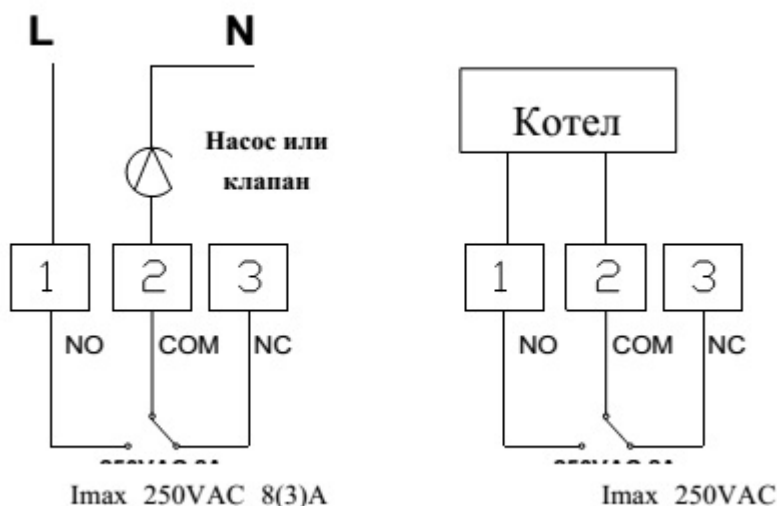 L N
Насос или
клапан
1 2 3
NO COM NC
Imax 250VAC 8(3)A
Котел
1 2 3
NO COM NC
Imax 250VAC